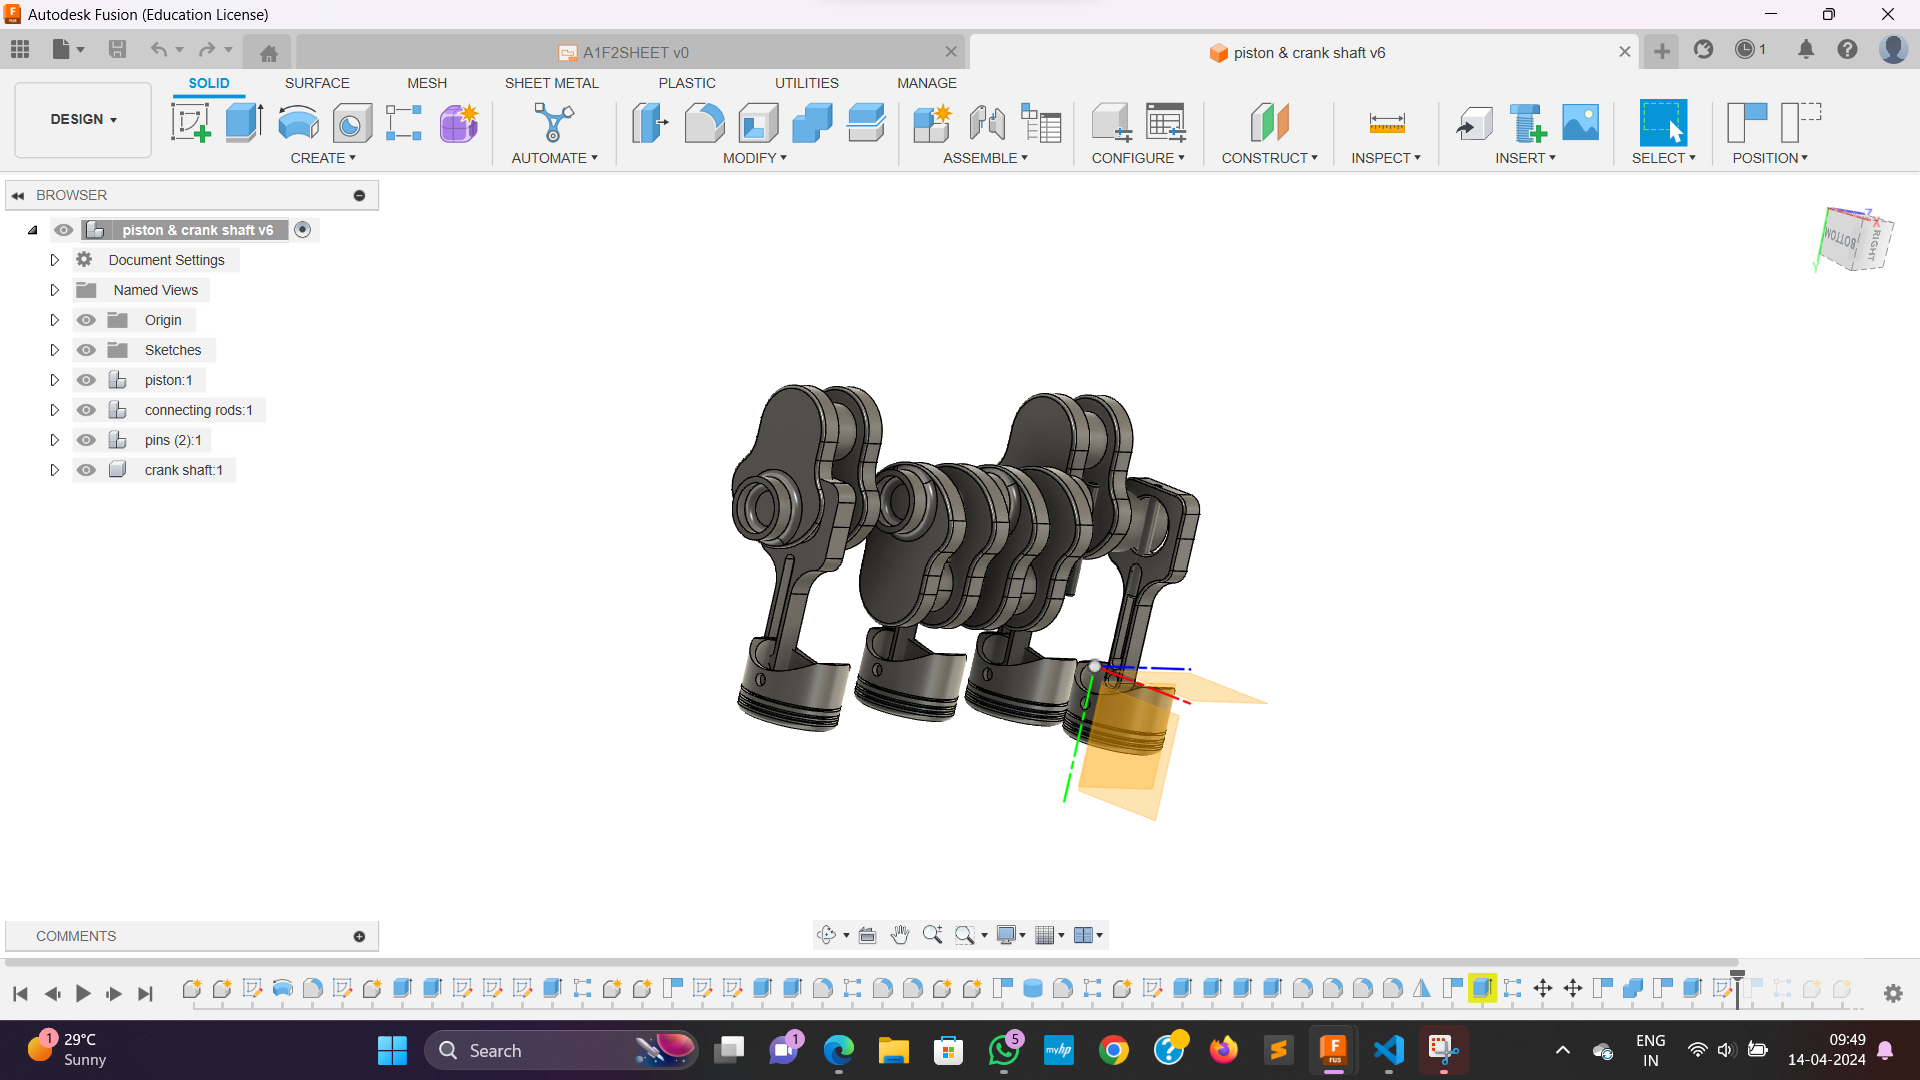 Autodesk Fusion (Education License)
A1F2SHEET v0
piston & crank shaft v6
1
SOLID
SURFACE
MESH
SHEET METAL
PLASTIC
UTILITIES
MANAGE
DESIGN
CREATE
AUTOMATE
MODIFY
ASSEMBLE
CONFIGURE
CONSTRUCT
INSPECT
INSERT
SELECT
POSITION
BROWSER
piston & crank shaft v6
Document Settings
Named Views
Origin
Sketches
piston:1
connecting rods:1
pins (2):1
crank shaft:1
Z
X
BOTTOM
RIGHT
Y
COMMENTS
1
29°C
Sunny
Search
1
5
myhp
F
FUS
ENG
IN
09:49
14-04-2024